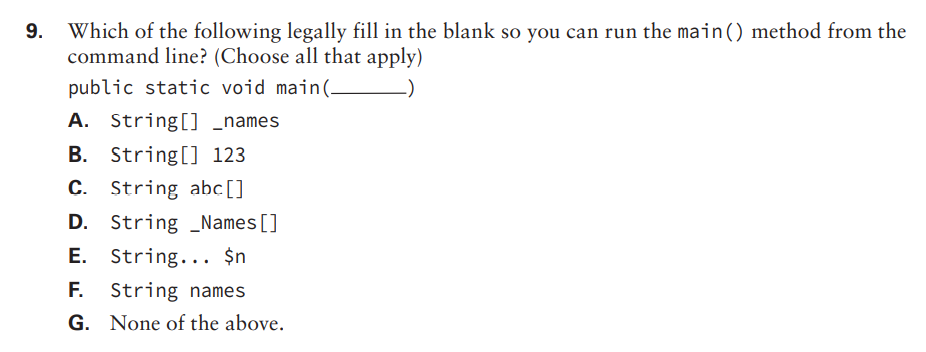 9. Which of the following legally fill in the blank so you can run the main() method from the
command line? (Choose all that apply)
public static void main(_______)
A. String[] _names
B. String[] 123
C. String abc[]
D. String _Names[]
E. String... $n
F. String names
G. None of the above.